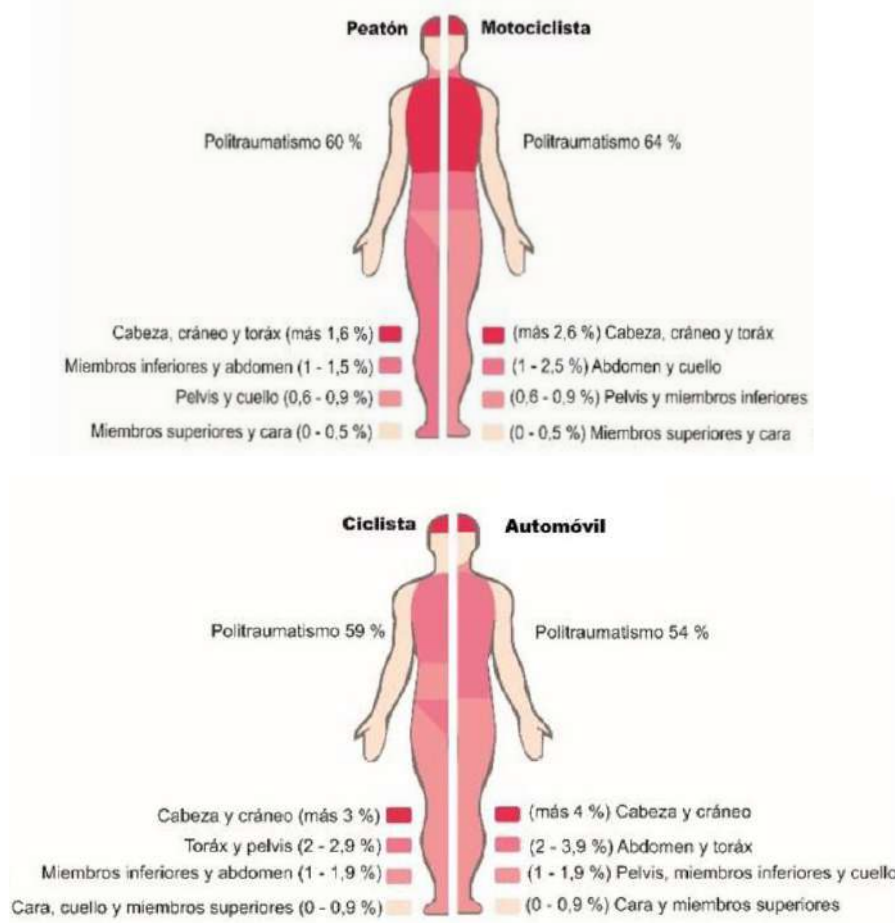 Peatón Motociclista
Politraumatismo 60 % Politraumatismo 64 %
Cabeza, cráneo y toráx (más 1,6 %) (más 2,6 %) Cabeza, cráneo y toráx
Miembros inferiores y abdomen (1 - 1,5 %) (1 - 2,5 %) Abdomen y cuello
Pelvis y cuello (0,6 - 0,9 %) (0,6 - 0,9 %) Pelvis y miembros inferiores
Miembros superiores y cara (0 - 0,5 %) (0 - 0,5 %) Miembros superiores y cara
Ciclista Automóvil
Politraumatismo 59 % Politraumatismo 54 %
Cabeza y cráneo (más 3 %) (más 4 %) Cabeza y cráneo
Toráx y pelvis (2 - 2,9 %) (2 - 3,9 %) Abdomen y toráx
Miembros inferiores y abdomen (1 - 1,9 %) (1 - 1,9 %) Pelvis, miembros inferiores y cuello
Cara, cuello y miembros superiores (0 - 0,9 %) (0 - 0,9 %) Cara y miembros superiores